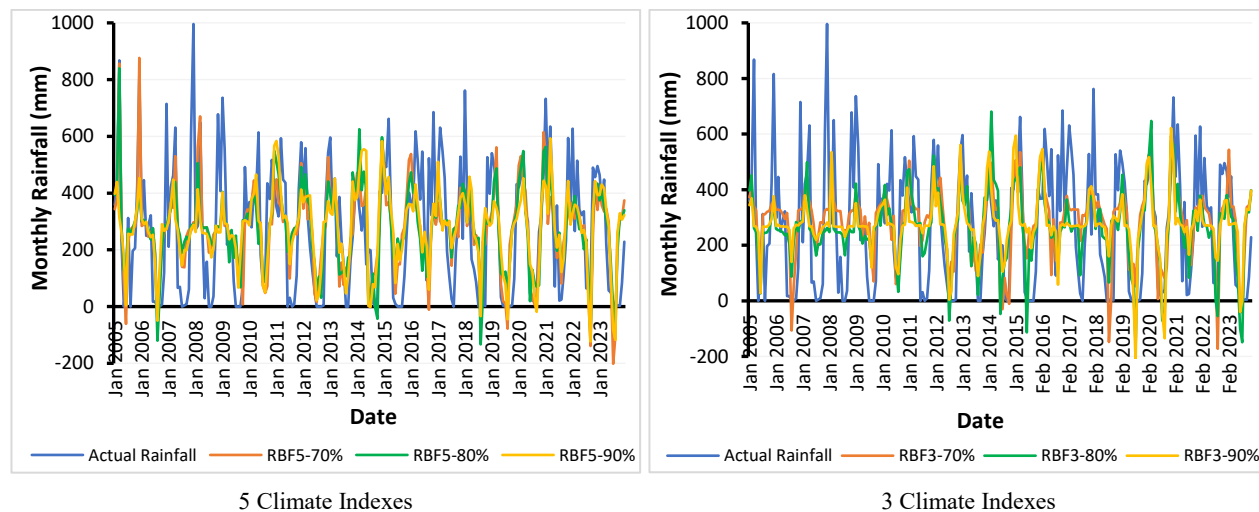 1000
800
600
400
200
0
-200
Monthly Rainfall (mm)
Jan 2005
Jan 2006
Jan 2007
Jan 2008
Jan 2009
Jan 2010
Jan 2011
Jan 2012
Jan 2013
Jan 2014
Jan 2015
Jan 2016
Jan 2017
Jan 2018
Jan 2019
Jan 2020
Jan 2021
Jan 2022
Jan 2023
Date
Actual Rainfall RBF5-70% RBF5-80% RBF5-90%
5 Climate Indexes
1000
800
600
400
200
0
-200
Monthly Rainfall (mm)
Jan 2005
Jan 2006
Jan 2007
Jan 2008
Jan 2009
Jan 2010
Jan 2011
Jan 2012
Jan 2013
Jan 2014
Jan 2015
Feb 2016
Feb 2017
Feb 2018
Feb 2019
Feb 2020
Feb 2021
Feb 2022
Feb 2023
Date
Actual Rainfall RBF3-70% RBF3-80% RBF3-90%
3 Climate Indexes